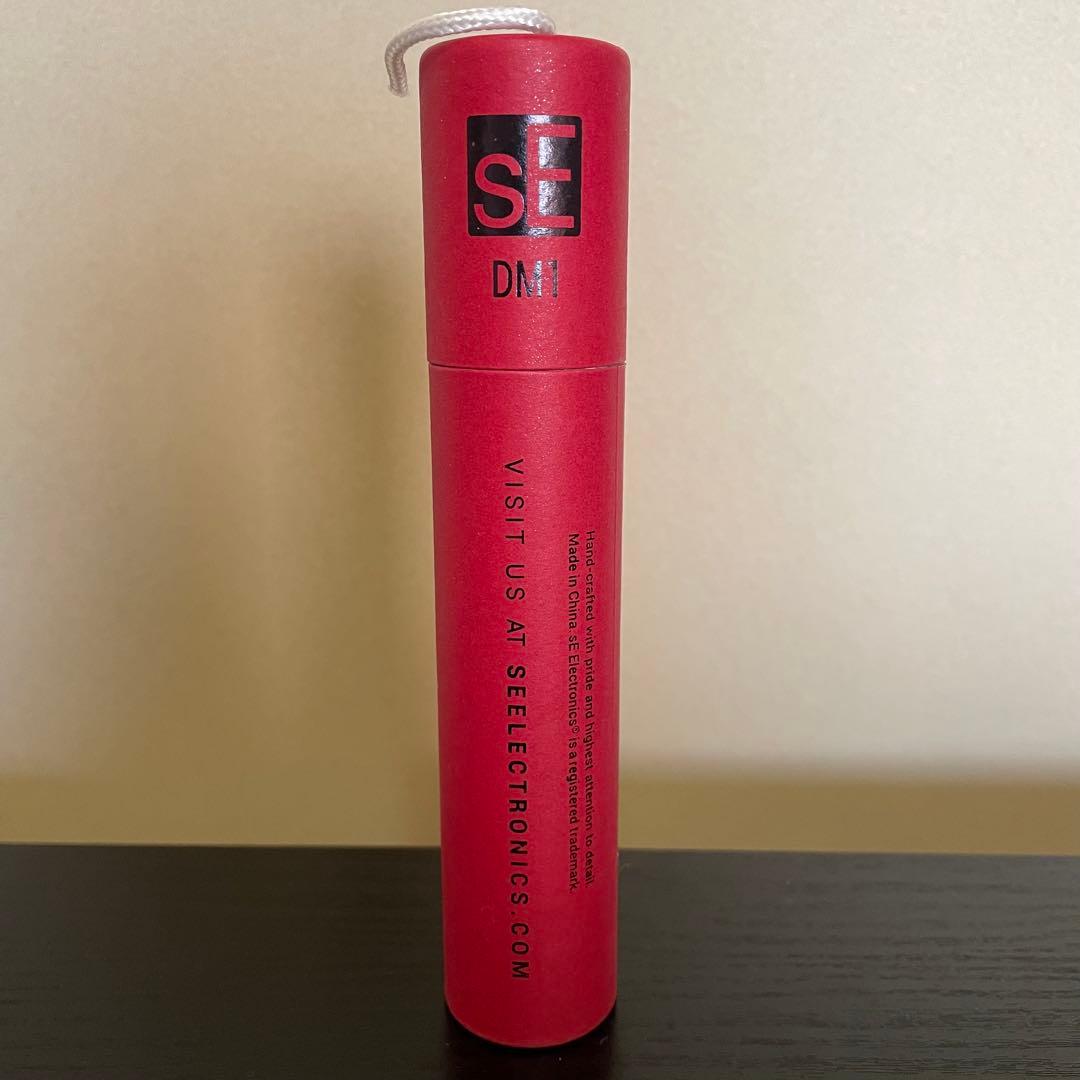 sE
DM1
VISIT US AT SEELECTRONICS.COM
Hand-crafted with pride and highest attention to detail.
Made in China. sE Electronics® is a registered trademark.